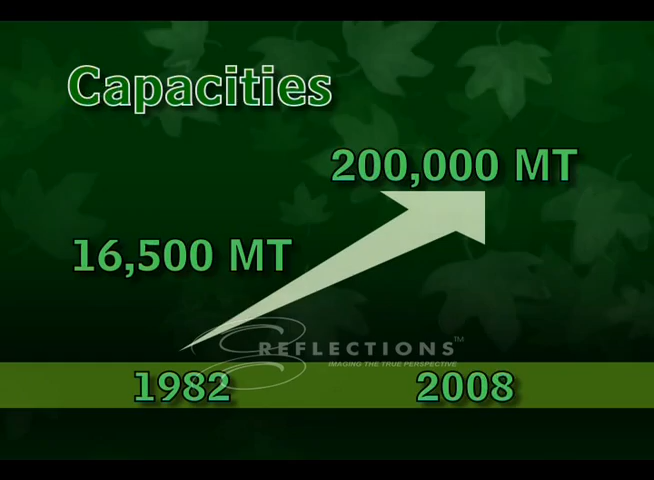 Capacities
200,000 MT
16,500 MT
REFLECTIONS™
IMAGING THE TRUE PERSPECTIVE
1982 2008